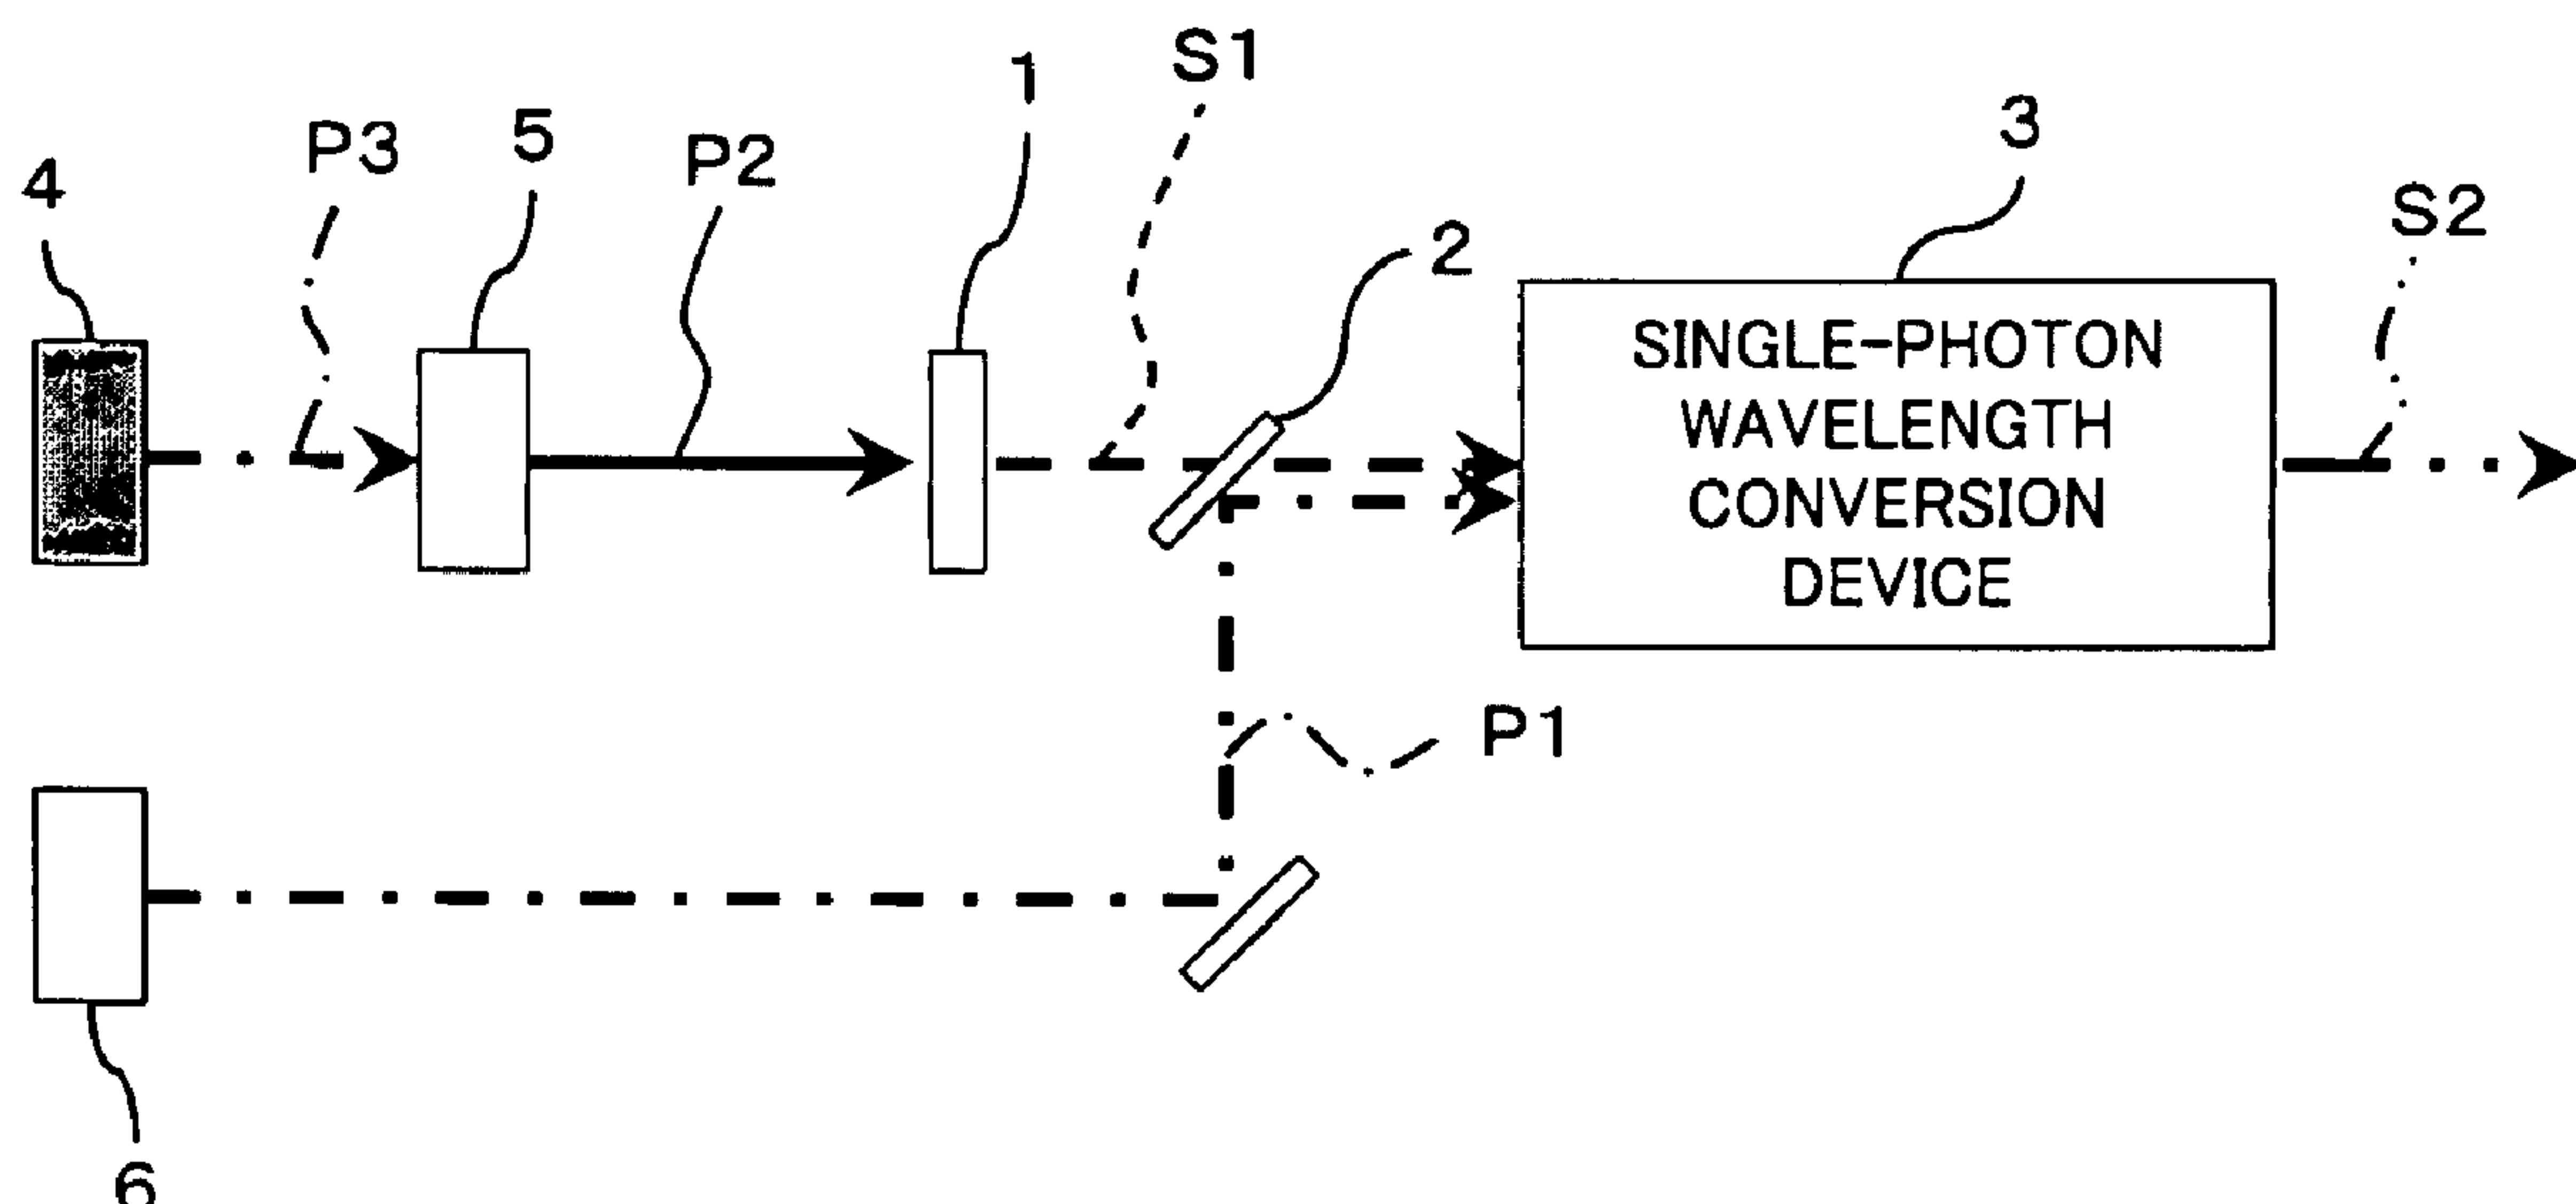 S1
1
3
P3
5
P2
4
S2
2
SINGLE-PHOTON
WAVELENGTH
CONVERSION
DEVICE
P1
6